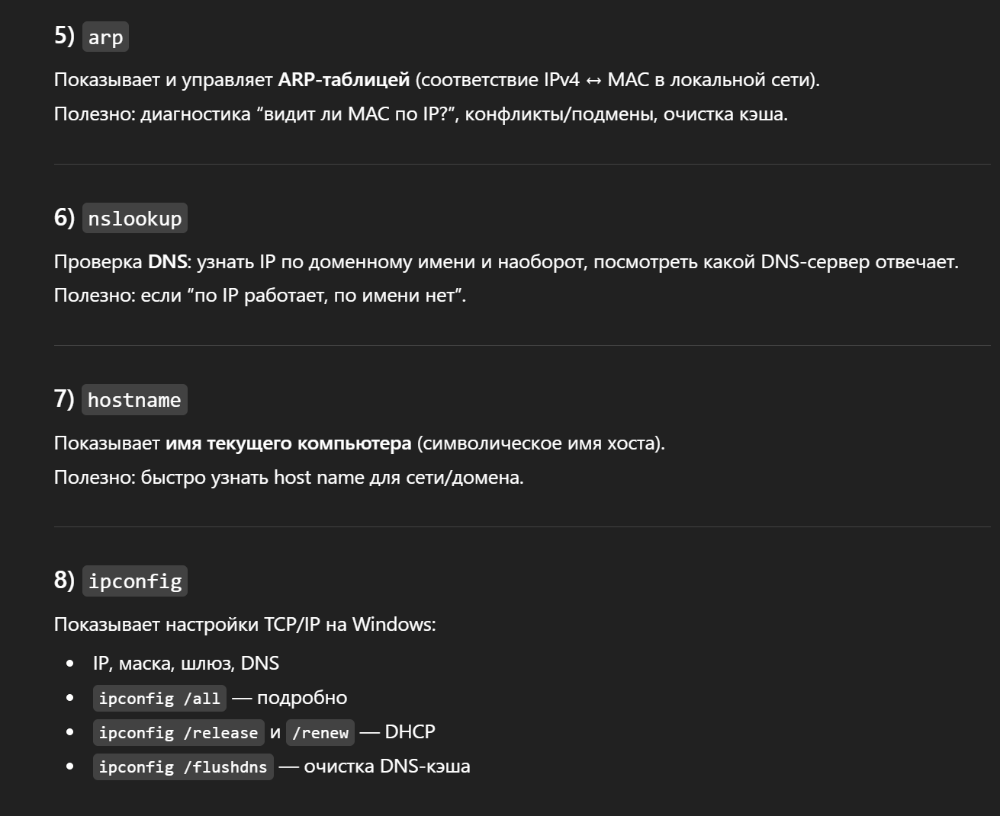 5) arp
Показывает и управляет ARP-таблицей (соответствие IPv4 ↔ MAC в локальной сети).
Полезно: диагностика “видит ли MAC по IP?”, конфликты/подмены, очистка кэша.
6) nslookup
Проверка DNS: узнать IP по доменному имени и наоборот, посмотреть какой DNS-сервер отвечает.
Полезно: если “по IP работает, по имени нет”.
7) hostname
Показывает имя текущего компьютера (символическое имя хоста).
Полезно: быстро узнать host name для сети/домена.
8) ipconfig
Показывает настройки TCP/IP на Windows:
• IP, маска, шлюз, DNS
• ipconfig /all — подробно
• ipconfig /release и /renew — DHCP
• ipconfig /flushdns — очистка DNS-кэша